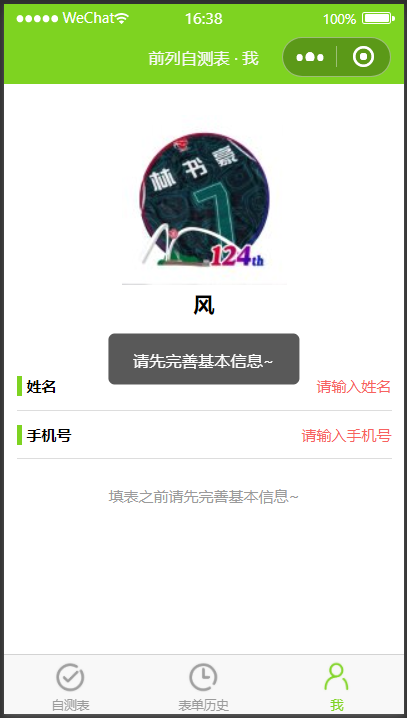 WeChat 16:38 100%
前列自测表 · 我
林书豪
7
124th
风
请先完善基本信息~
姓名 请输入姓名
手机号 请输入手机号
填表之前请先完善基本信息~
自测表 表单历史 我